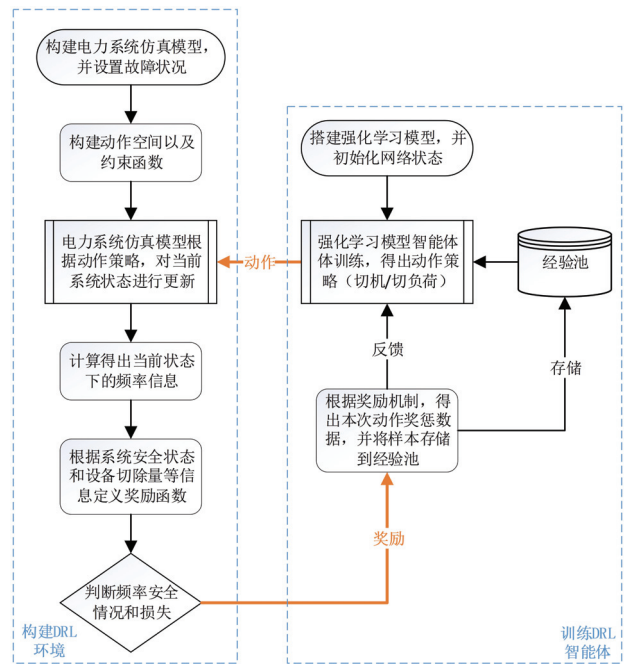 构建电力系统仿真模型，
并设置故障状况
构建动作空间以及
约束函数
电力系统仿真模型根
据动作策略，对当前
系统状态进行更新
计算得出当前状态
下的频率信息
根据系统安全状态
和设备切除量等信
息定义奖励函数
判断频率安全
情况和损失
构建DRL
环境
动作
奖励
搭建强化学习模型，并
初始化网络状态
强化学习模型智能体
体训练，得出动作策
略（切机/切负荷）
经验池
反馈
存储
根据奖励机制，得
出本次动作奖惩数
据，并将样本存储
到经验池
训练DRL
智能体